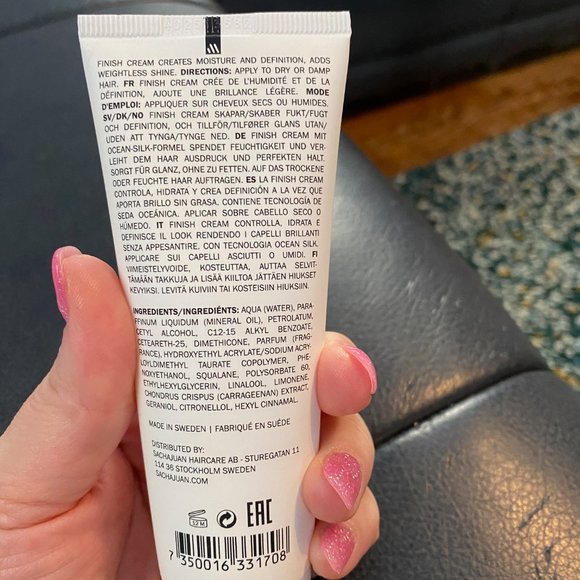 FINISH CREAM CREATES MOISTURE AND DEFINITION, ADDS
WEIGHTLESS SHINE. DIRECTIONS: APPLY TO DRY OR DAMP
HAIR. FR FINISH CREAM CRÉE DE L'HUMIDITÉ ET DE LA
DÉFINITION, AJOUTE UNE BRILLANCE LÉGÈRE. MODE
D'EMPLOI: APPLIQUER SUR CHEVEUX SECS OU HUMIDES.
SV/DK/NO FINISH CREAM SKAPAR/SKABER FUKT/FUGT
OCH DEFINITION, OCH TILLFÖR/TILFØRER GLANS UTAN/
UDEN ATT TYNGA/TYNGE NED. DE FINISH CREAM MIT
OCEAN-SILK-FORMEL SPENDET FEUCHTIGKEIT UND VER-
LEIHT DEM HAAR AUSDRUCK UND PERFEKTEN HALT.
SORGT FÜR GLANZ, OHNE ZU FETTEN. AUF DAS TROCKENE
ODER FEUCHTE HAAR AUFTRAGEN. ES LA FINISH CREAM
CONTROLA, HIDRATA Y CREA DEFINICIÓN A LA VEZ QUE
APORTA BRILLO SIN GRASA. CONTIENE TECNOLOGÍA DE
SEDA OCEÁNICA. APLICAR SOBRE CABELLO SECO O
HÚMEDO. IT FINISH CREAM CONTROLLA, IDRATA E
DEFINISCE IL LOOK RENDENDO I CAPELLI BRILLANTI
SENZA APPESANTIRE. CON TECNOLOGIA OCEAN SILK.
APPLICARE SUI CAPELLI ASCIUTTI O UMIDI. FI
VIIMEISTELYVOIDE, KOSTEUTTAA, AUTTAA SELVIT-
TÄMÄÄN TAKKUJA JA LISÄÄ KIILTOA JÄTTÄEN HIUKSET
KEVYIKSI. LEVITÄ KUIVIIN TAI KOSTEISIIN HIUKSIIN.
INGREDIENTS/INGREDIÉNTS: AQUA (WATER), PARA-
FFINUM LIQUIDUM (MINERAL OIL), PETROLATUM,
CETYL ALCOHOL, C12-15 ALKYL BENZOATE,
CETEARETH-25, DIMETHICONE, PARFUM (FRAG-
RANCE), HYDROXYETHYL ACRYLATE/SODIUM ACRY-
LOYLDIMETHYL TAURATE COPOLYMER, PHE-
NOXYETHANOL, SQUALANE, POLYSORBATE 60,
ETHYLHEXYLGLYCERIN, LINALOOL, LIMONENE,
CHONDRUS CRISPUS (CARRAGEENAN) EXTRACT,
GERANIOL, CITRONELLOL, HEXYL CINNAMAL.
MADE IN SWEDEN | FABRIQUÉ EN SUÈDE
DISTRIBUTED BY:
SACHAJUAN HAIRCARE AB - STUREGATAN 11
114 36 STOCKHOLM SWEDEN
SACHAJUAN.COM
12 M EAC
7 350016 331708